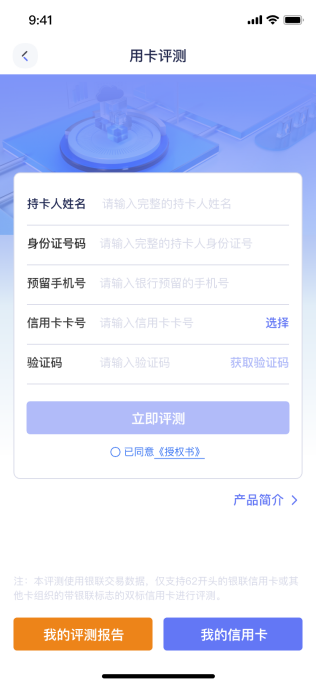 9:41
用卡评测
持卡人姓名 请输入完整的持卡人姓名
身份证号码 请输入完整的持卡人身份证号
预留手机号 请输入银行预留的手机号
信用卡卡号 请输入信用卡卡号 选择
验证码 请输入验证码 获取验证码
立即评测
已同意《授权书》
产品简介
注：本评测使用银联交易数据，仅支持62开头的银联信用卡或其
他卡组织的带银联标志的双标信用卡进行评测。
我的评测报告 我的信用卡